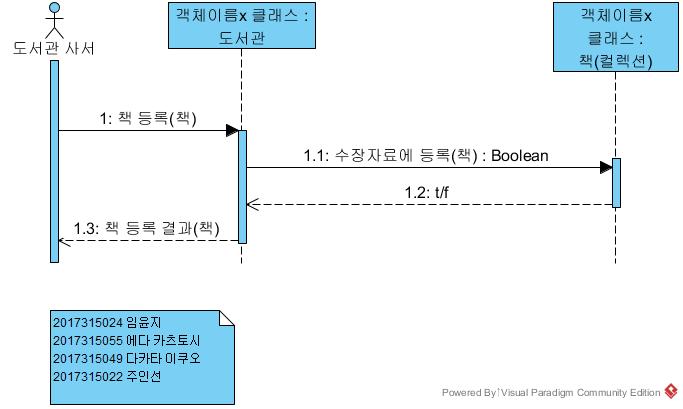 도서관 사서
객체이름x 클래스 :
도서관
객체이름x
클래스 :
책(컬렉션)
1: 책 등록(책)
1.1: 수장자료에 등록(책) : Boolean
1.2: t/f
1.3: 책 등록 결과(책)
2017315024 임윤지
2017315055 에다 카츠토시
2017315049 다카타 이쿠오
2017315022 주인선
Powered By Visual Paradigm Community Edition